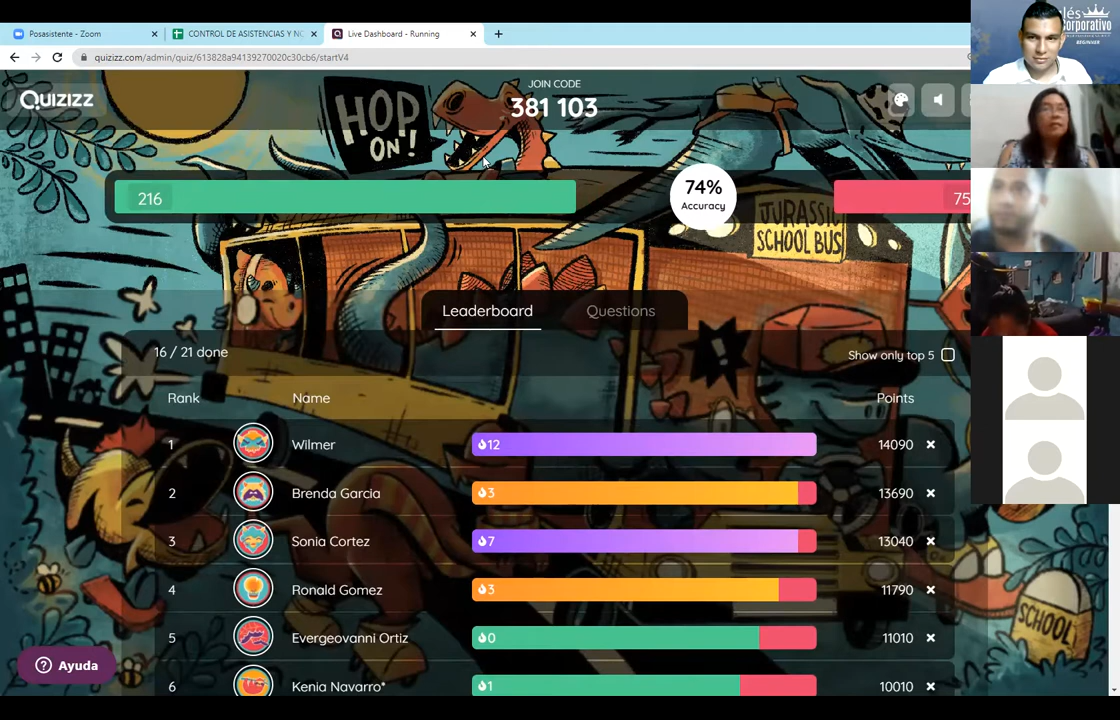 Posasistente - Zoom
CONTROL DE ASISTENCIAS Y NO
Live Dashboard - Running
quizizz.com/admin/quiz/613828a94139270020c30cb6/startV4
lés
Corporativo
BEGINNER
Quizizz
HOP
ON!
JOIN CODE
381 103
216
74%
Accuracy
75
JURASSIC
SCHOOL BUS
Leaderboard
Questions
16 / 21 done
Show only top 5
Rank
Name
Points
1 Wilmer 12 14090
2 Brenda Garcia 3 13690
3 Sonia Cortez 7 13040
4 Ronald Gomez 3 11790
5 Evergeovanni Ortiz 0 11010
6 Kenia Navarro* 1 10010
SCHOOL
Ayuda